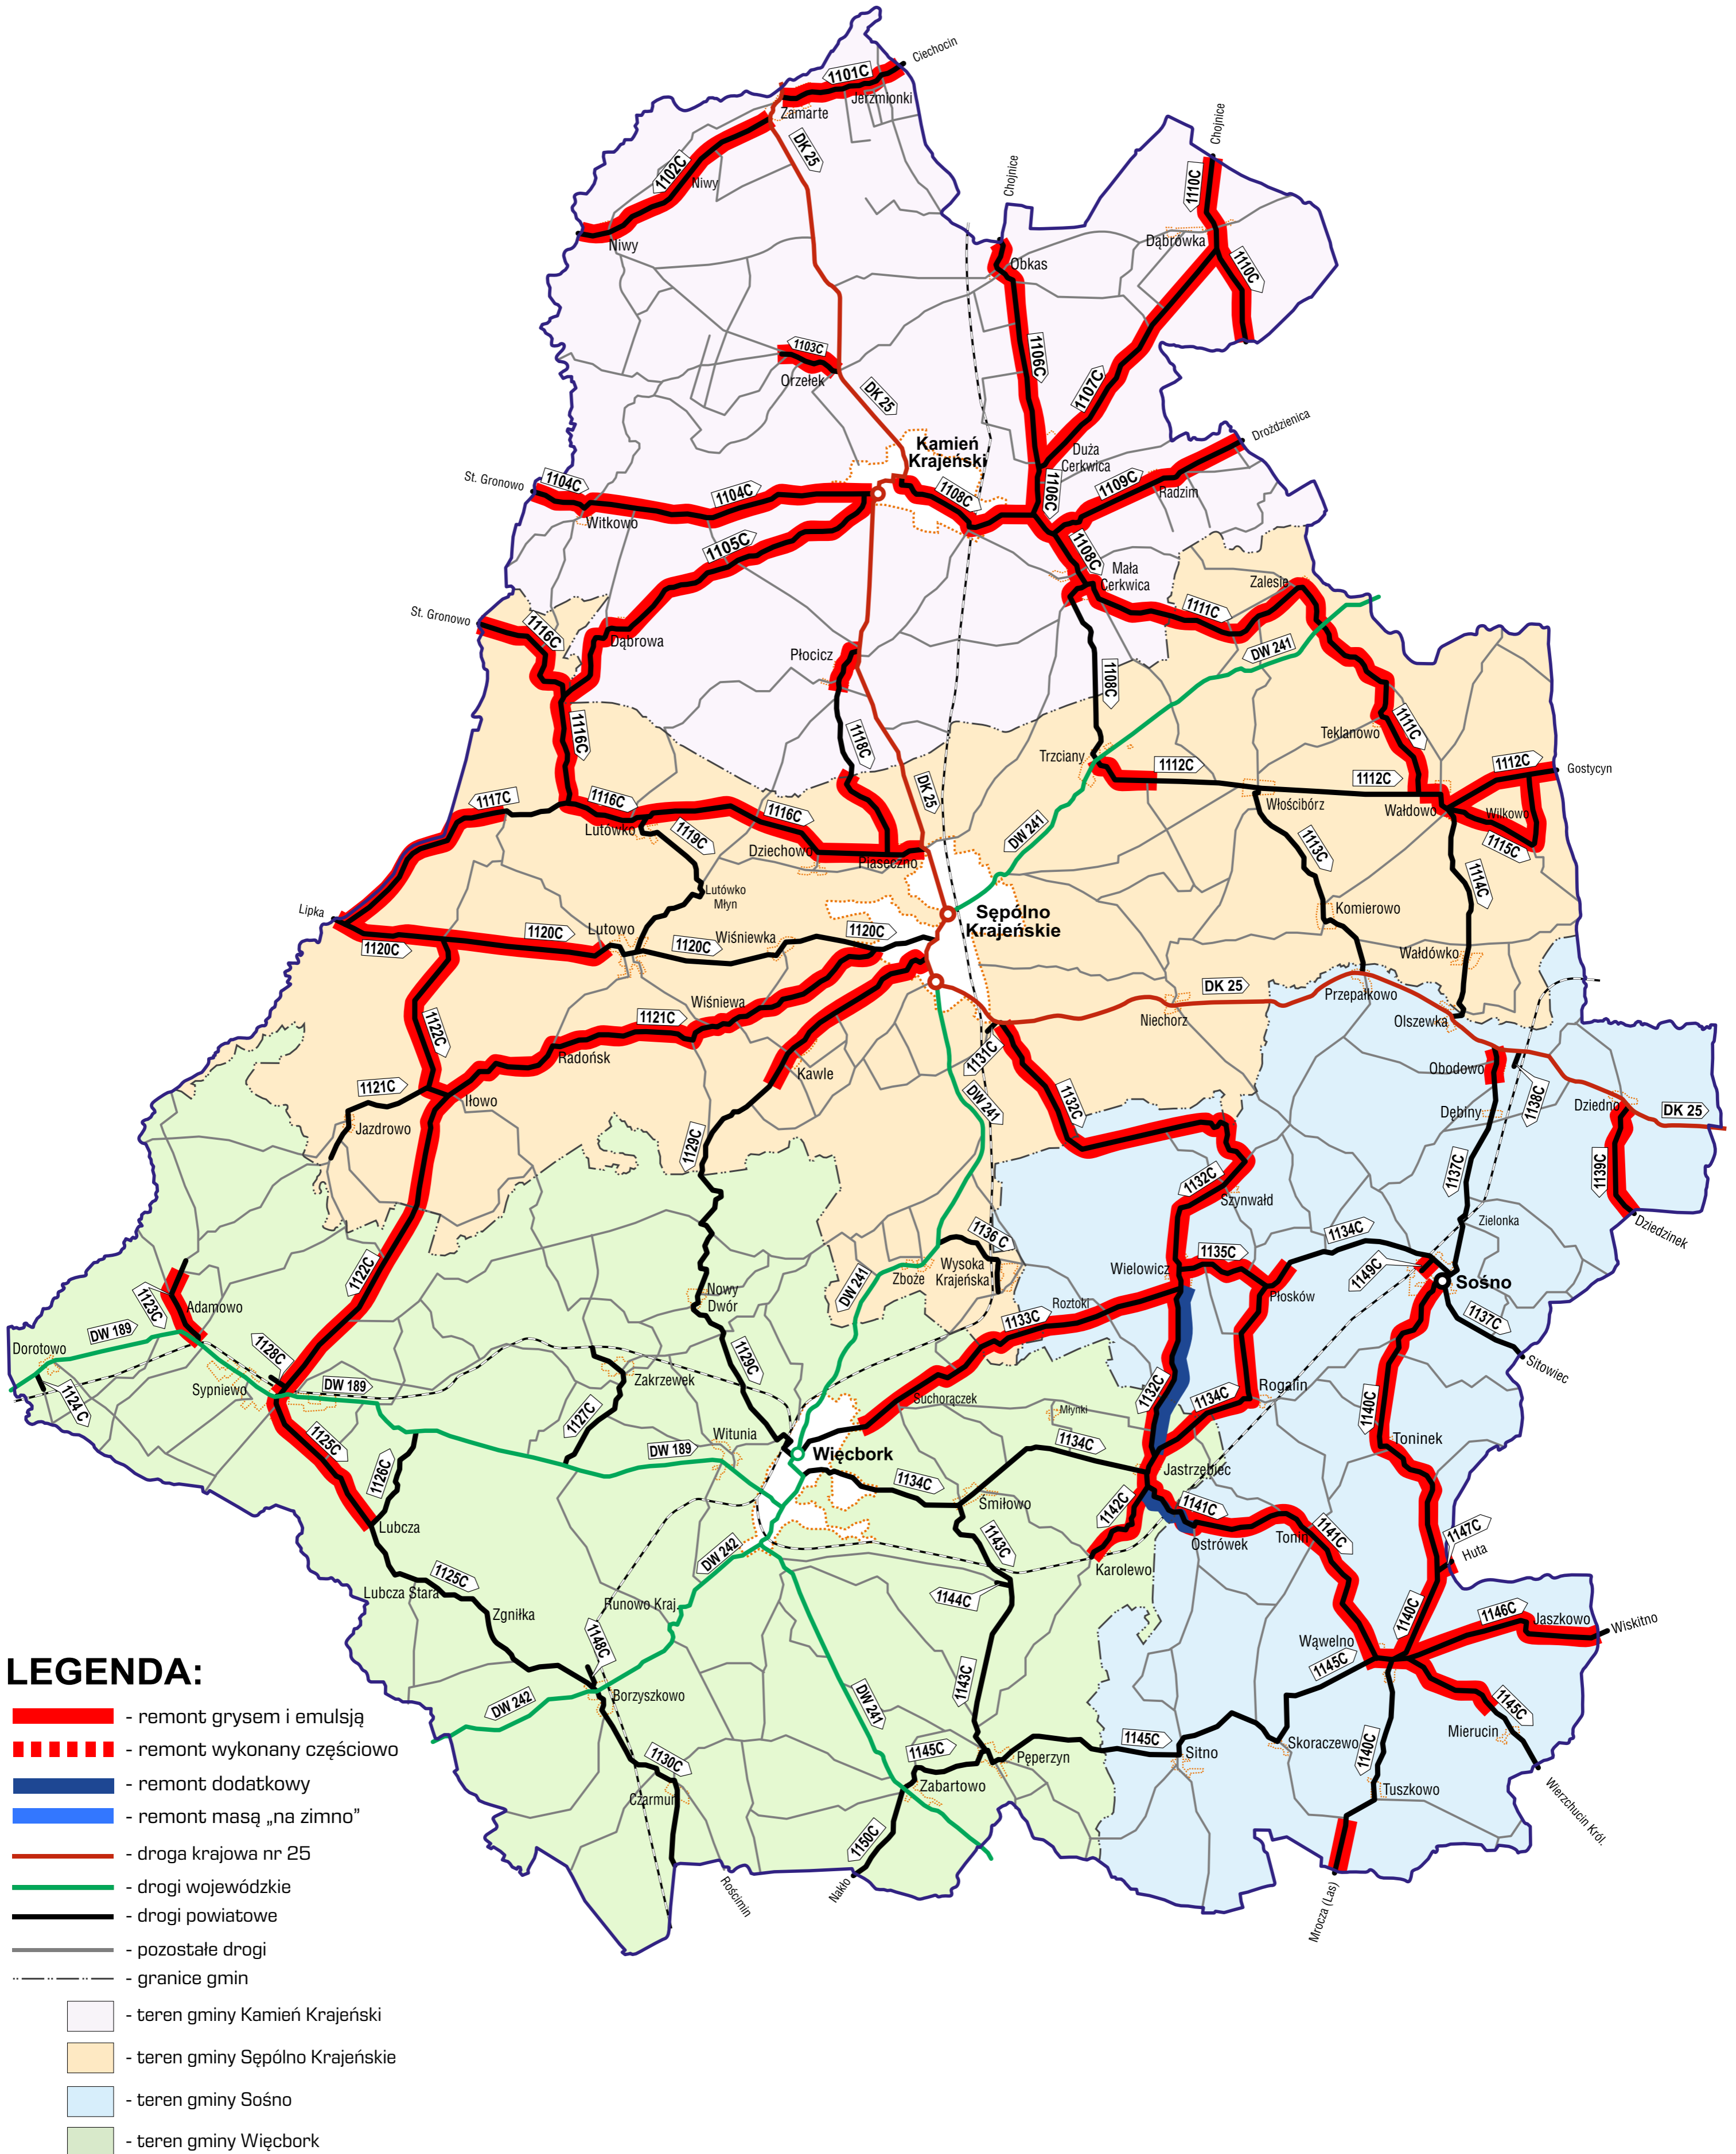 Ciechocin
1101C
Jerzmionki
Zamarte
DK 25
Chojnice
Chojnice
1102C
Niwy
1110C
Niwy
Dąbrówka
Obkas
1110C
1103C
1106C
Orzełek
1107C
DK 25
Drożdzienica
Kamień
Krajeński
Duża
Cerkwica
St. Gronowo
1104C
1104C
1108C
1106C
1109C
Radzim
Witkowo
1105C
1108C
Mała
Cerkwica
Zalesie
St. Gronowo
1116C
Dąbrowa
1111C
Płocicz
DW 241
1108C
1116C
1118C
Teklanowo
1111C
Trzciany
1112C
1112C
1112C
Gostycyn
DK 25
1117C
1116C
1116C
Włościbórz
Wałdowo
Wilkowo
Lutówko
1119C
DW 241
Dziechowo
Piaseczno
1113C
1115C
1114C
Lutówko
Młyn
Lipka
Sępólno
Krajeńskie
Komierowo
1120C
1120C
Lutowo
1120C
Wiśniewka
1120C
Wałdówko
DK 25
Przepałkowo
Wiśniewa
1121C
Niechorz
Olszewka
1122C
Radońsk
1131C
Kawle
Obodowo
1121C
Iłowo
DW 241
1132C
1138C
Dziedno
DK 25
Jazdrowo
Dębiny
1129C
1137C
1139C
1132C
Szynwałd
Zielonka
Dziedzinek
1136 C
1134C
1122C
Zboże
Wysoka
Krajeńska
Wielowicz
1135C
1149C
Sośno
1123C
Adamowo
Nowy
Dwór
DW 241
Roztoki
Płosków
1133C
1137C
DW 189
Dorotowo
1128C
1129C
Sitowiec
Sypniewo
DW 189
Zakrzewek
1124 C
Suchorączek
1132C
1134C
Rogalin
Młynki
1140C
1127C
1125C
Witunia
DW 189
1134C
Toninek
Więcbork
1126C
1134C
Jastrzębiec
Śmiłowo
1142C
1141C
Lubcza
1143C
Ostrówek
Tonin
1141C
1147C
Huta
DW 242
Karolewo
1125C
Lubcza Stara
1144C
Zgniłka
Runowo Kraj.
1140C
1146C
Jaszkowo
Wiskitno
1148C
Wąwelno
1145C
LEGENDA:
1143C
Borzyszkowo
DW 242
DW 241
1145C
- remont grysem i emulsją
Mierucin
1145C
Skoraczewo
1130C
1145C
Pęperzyn
Sitno
1140C
- remont wykonany częściowo
- remont dodatkowy
Zabartowo
Czarmuń
Tuszkowo
Wierzchucin Król.
- remont masą „na zimno”
1150C
- droga krajowa nr 25
Rościmin
Nakło
Mrocza (Las)
- drogi wojewódzkie
- drogi powiatowe
- pozostałe drogi
- granice gmin
- teren gminy Kamień Krajeński
- teren gminy Sępólno Krajeńskie
- teren gminy Sośno
- teren gminy Więcbork